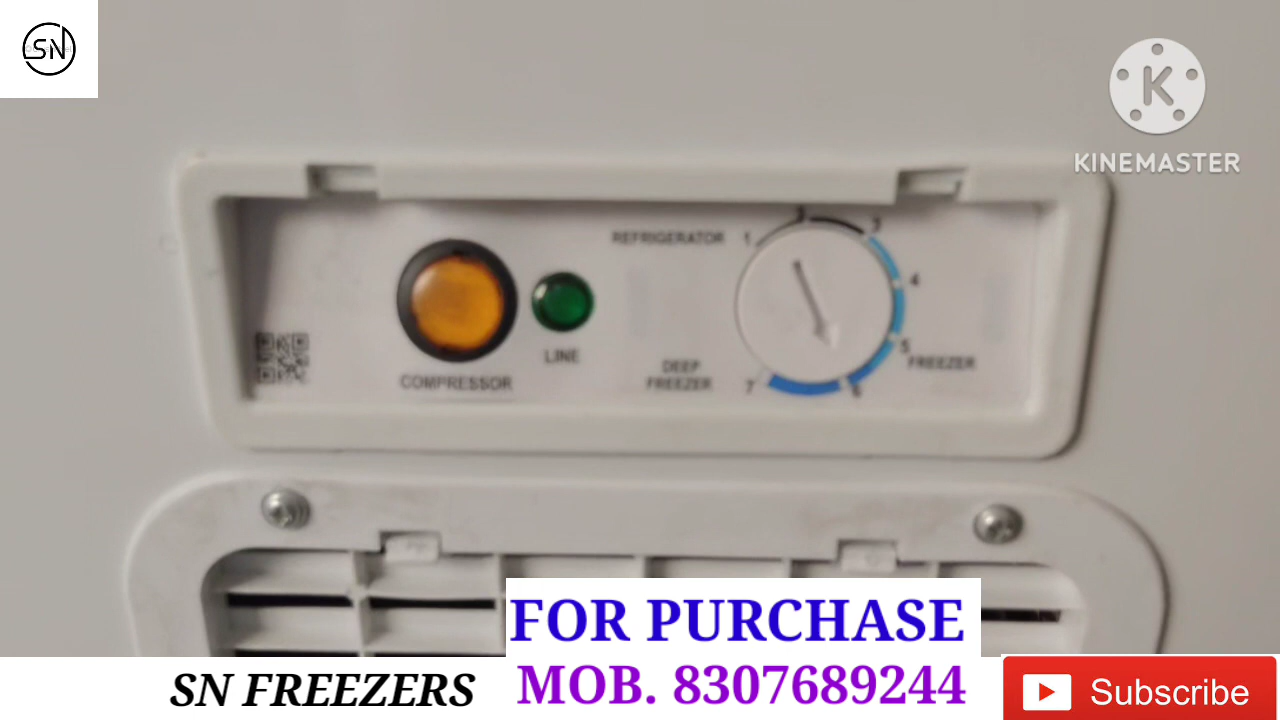 SN
KINEMASTER
REFRIGERATOR
1
3
4
5
FREEZER
6
7
DEEP
FREEZER
LINE
COMPRESSOR
FOR PURCHASE
SN FREEZERS
MOB. 8307689244
Subscribe